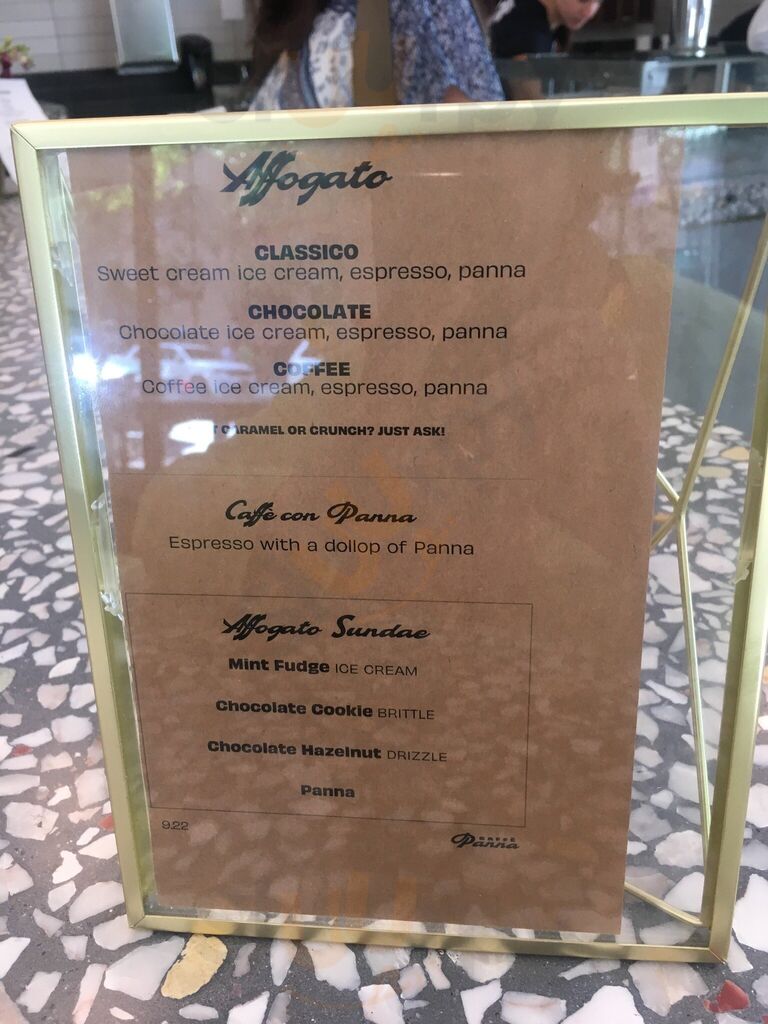 Affogato
CLASSICO
Sweet cream ice cream, espresso, panna
CHOCOLATE
Chocolate ice cream, espresso, panna
COFFEE
Coffee ice cream, espresso, panna
CARAMEL OR CRUNCH? JUST ASK!
Caffè con Panna
Espresso with a dollop of Panna
Affogato Sundae
Mint Fudge ICE CREAM
Chocolate Cookie BRITTLE
Chocolate Hazelnut DRIZZLE
Panna
9.22
CAFFÈ
Panna